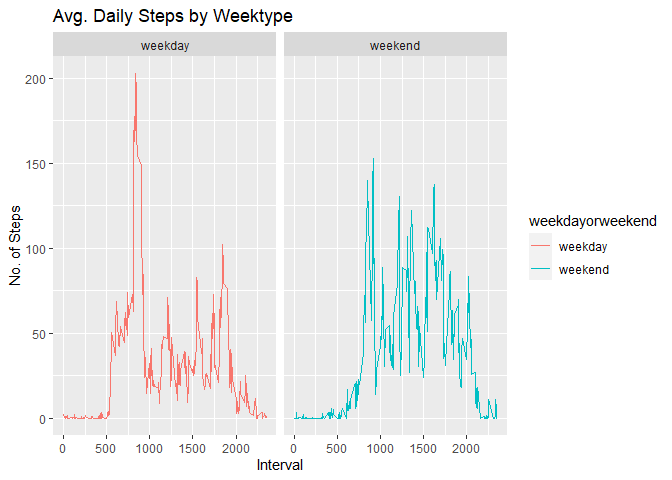 Avg. Daily Steps by Weektype
weekday
weekend
200
150
100
50
0
No. of Steps
0 500 1000 1500 2000
0 500 1000 1500 2000
Interval
weekdayorweekend
weekday
weekend